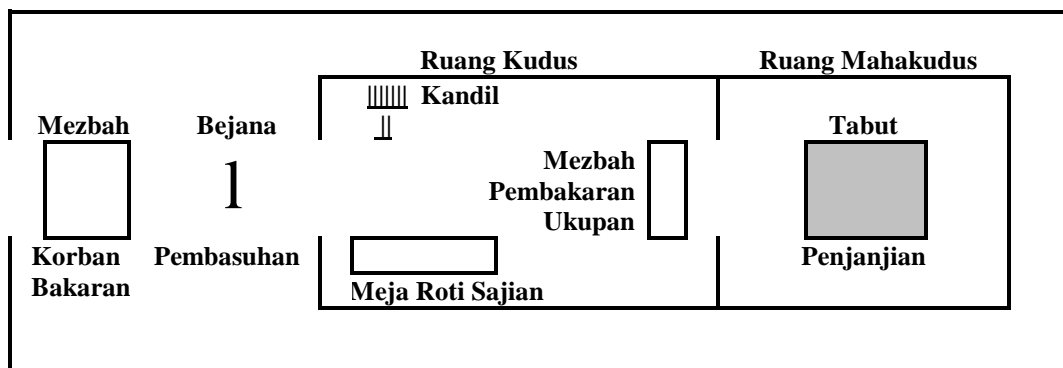 Ruang Kudus
Ruang Mahakudus
Kandil
Mezbah
Bejana
Tabut
l
Mezbah
Pembakaran
Ukupan
Korban
Bakaran
Pembasuhan
Penjanjian
Meja Roti Sajian